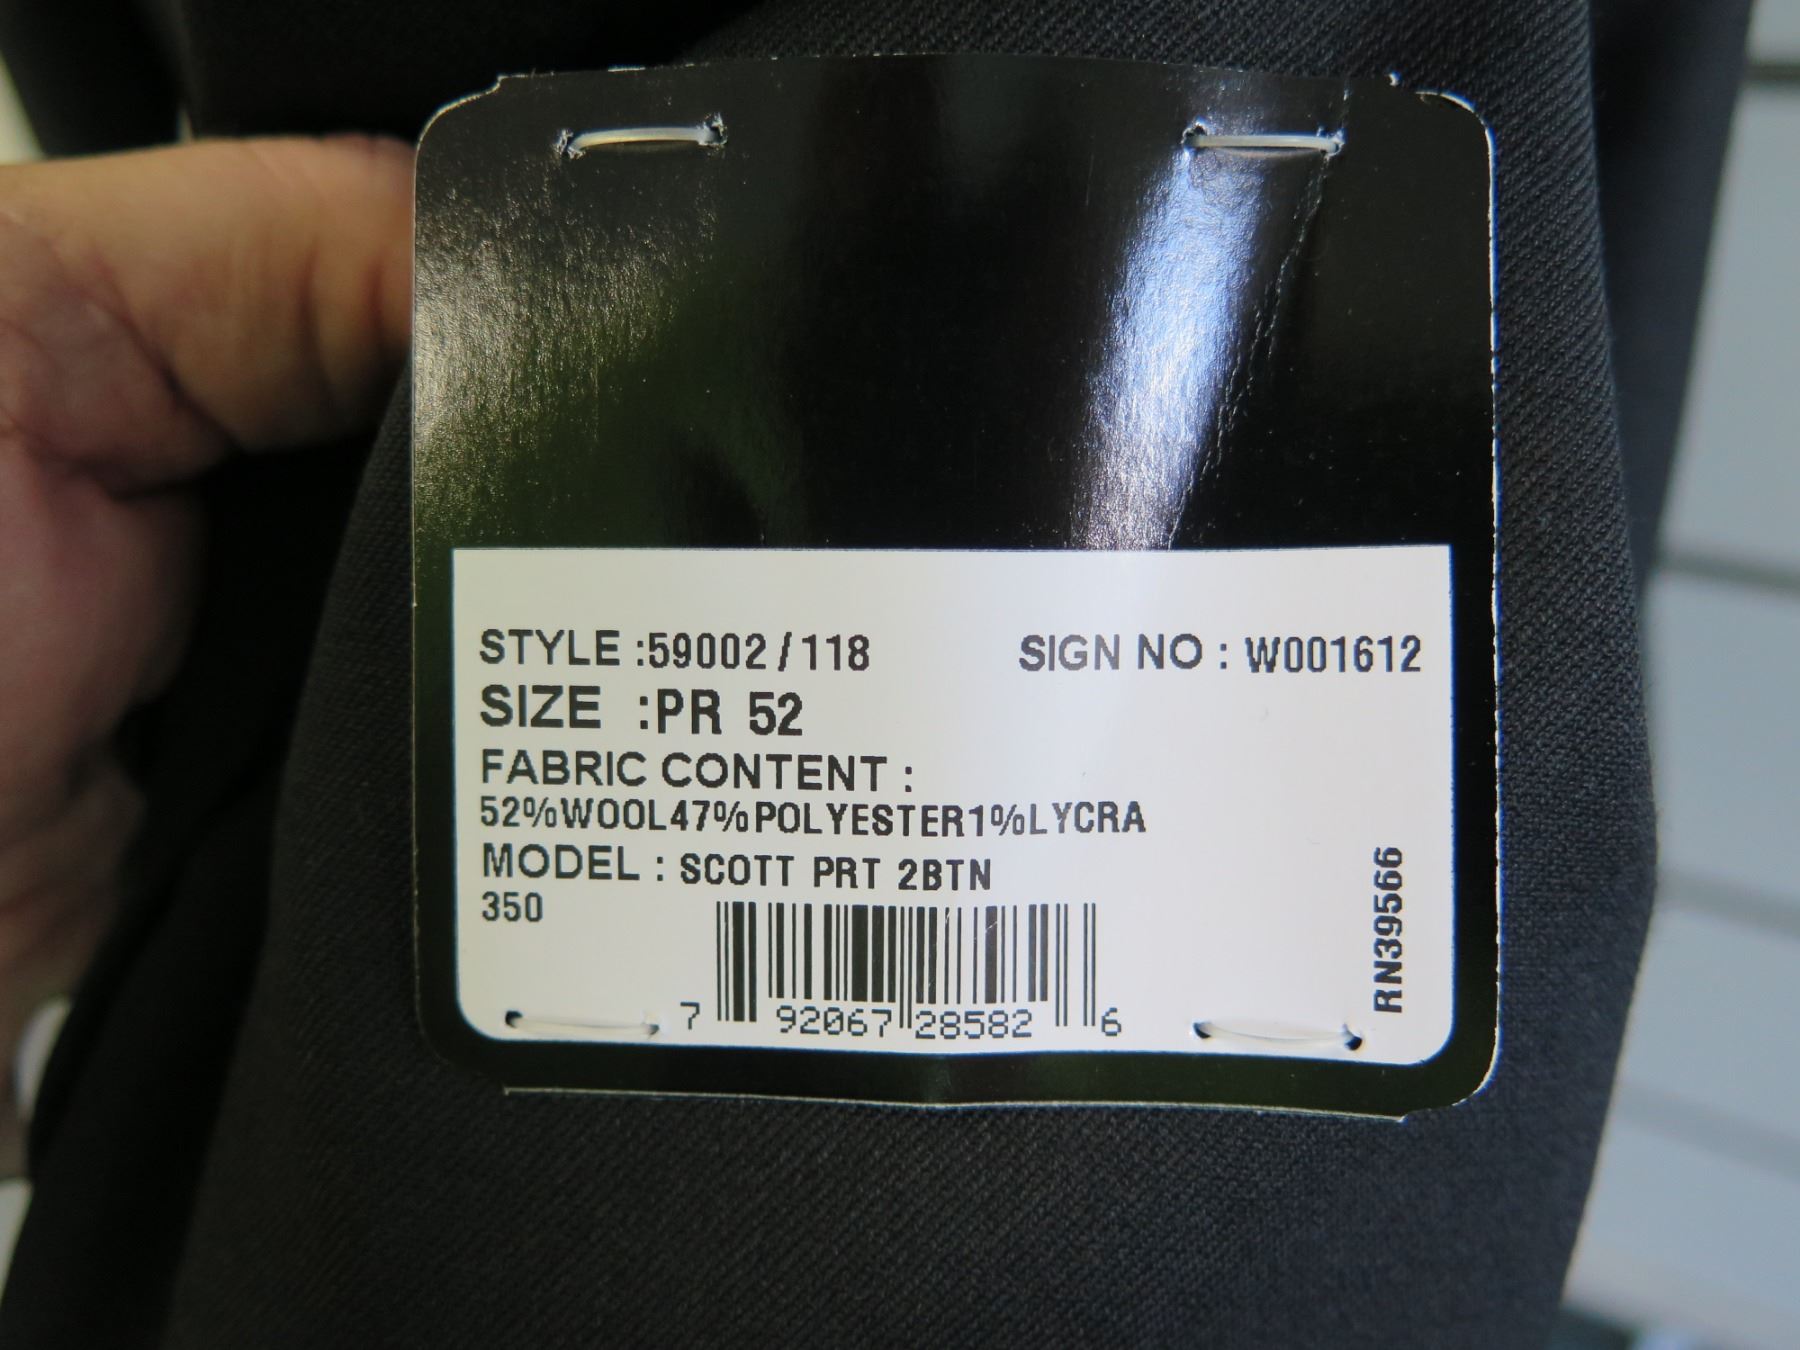 STYLE :59002/118 SIGN NO : W001612
SIZE :PR 52
FABRIC CONTENT :
52%WOOL47%POLYESTER1%LYCRA
MODEL : SCOTT PRT 2BTN
350
7 92067 28582 6
RN39566